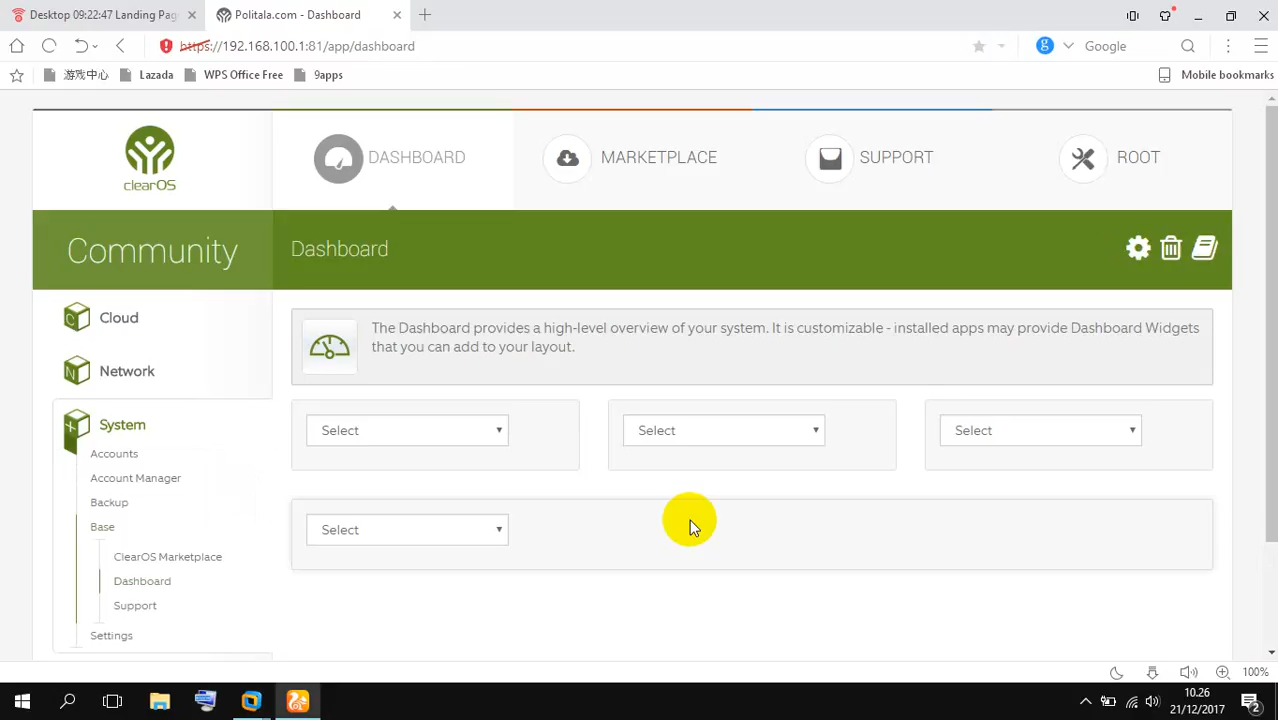 Desktop 09:22:47 Landing Page
Politala.com - Dashboard
https://192.168.100.1:81/app/dashboard
Google
游戏中心
Lazada
WPS Office Free
9apps
Mobile bookmarks
clearOS
DASHBOARD
MARKETPLACE
SUPPORT
ROOT
Community
Dashboard
Cloud
Network
System
Accounts
Account Manager
Backup
Base
ClearOS Marketplace
Dashboard
Support
Settings
The Dashboard provides a high-level overview of your system. It is customizable - installed apps may provide Dashboard Widgets
that you can add to your layout.
Select
Select
Select
Select
100%
10.26
21/12/2017
2